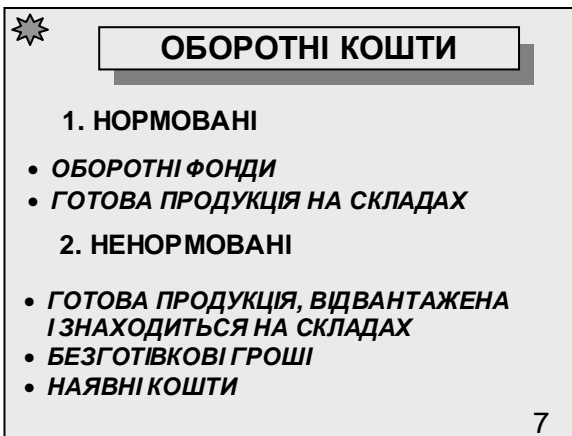 ОБОРОТНІ КОШТИ
1. НОРМОВАНІ
• ОБОРОТНІ ФОНДИ
• ГОТОВА ПРОДУКЦІЯ НА СКЛАДАХ
2. НЕНОРМОВАНІ
• ГОТОВА ПРОДУКЦІЯ, ВІДВАНТАЖЕНА
І ЗНАХОДИТЬСЯ НА СКЛАДАХ
• БЕЗГОТІВКОВІ ГРОШІ
• НАЯВНІ КОШТИ
7